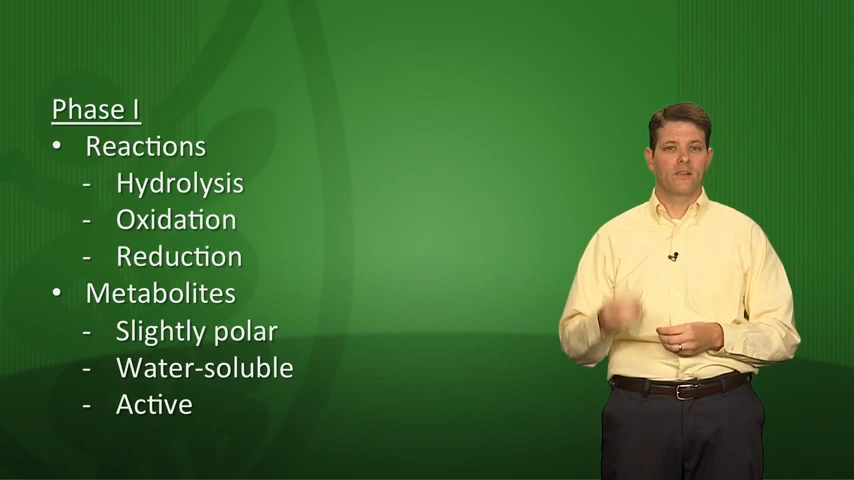 Phase I
• Reactions
- Hydrolysis
- Oxidation
- Reduction
• Metabolites
- Slightly polar
- Water-soluble
- Active